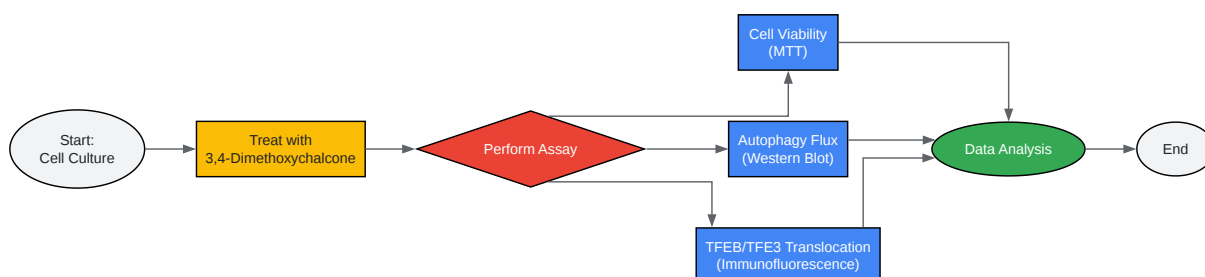 Start:
Cell Culture
Treat with
3,4-Dimethoxychalcone
Perform Assay
Cell Viability
(MTT)
Autophagy Flux
(Western Blot)
TFEB/TFE3 Translocation
(Immunofluorescence)
Data Analysis
End